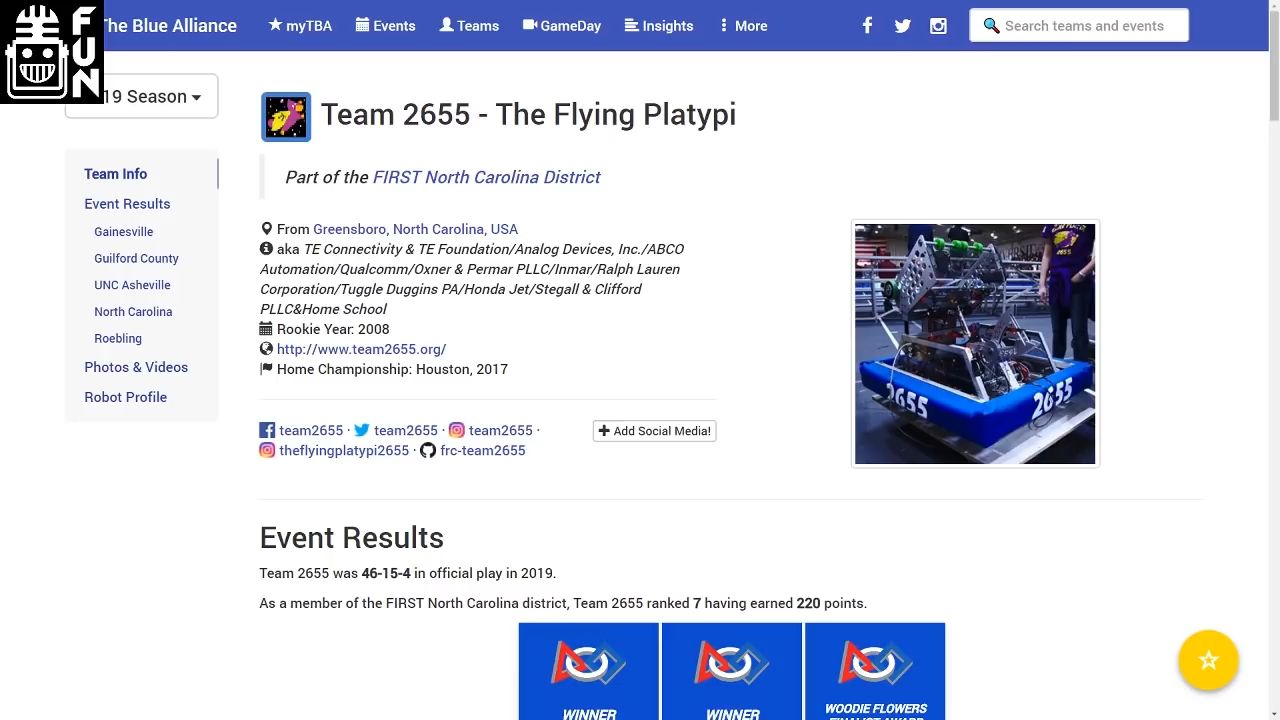 FUN
The Blue Alliance
myTBA
Events
Teams
GameDay
Insights
More
Search teams and events
19 Season
Team Info
Event Results
Gainesville
Guilford County
UNC Asheville
North Carolina
Roebling
Photos & Videos
Robot Profile
Team 2655 - The Flying Platypi
Part of the FIRST North Carolina District
From Greensboro, North Carolina, USA
aka TE Connectivity & TE Foundation/Analog Devices, Inc./ABCO
Automation/Qualcomm/Oxner & Permar PLLC/Inmar/Ralph Lauren
Corporation/Tuggle Duggins PA/Honda Jet/Stegall & Clifford
PLLC&Home School
Rookie Year: 2008
http://www.team2655.org/
Home Championship: Houston, 2017
team2655 · team2655 · team2655 ·
theflyingplatypi2655 · frc-team2655
Add Social Media!
2655
2655
2655
Event Results
Team 2655 was 46-15-4 in official play in 2019.
As a member of the FIRST North Carolina district, Team 2655 ranked 7 having earned 220 points.
WINNER
WINNER
WOODIE FLOWERS
FINALIST AWARD